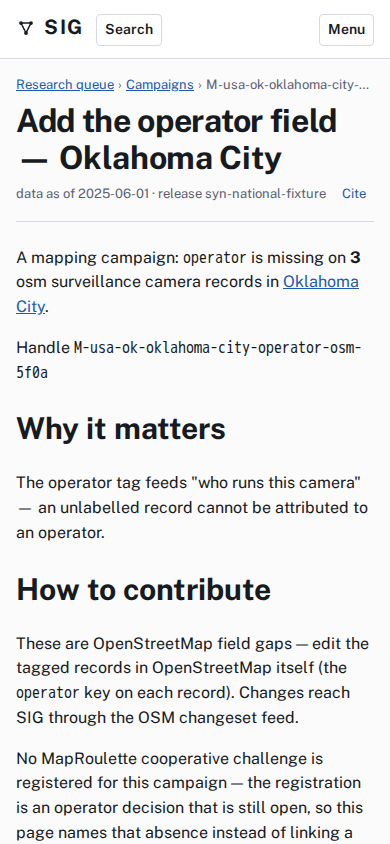 SIG
Search
Menu
Research queue › Campaigns › M-usa-ok-oklahoma-city-...
Add the operator field
— Oklahoma City
data as of 2025-06-01 · release syn-national-fixture Cite
A mapping campaign: operator is missing on 3
osm surveillance camera records in Oklahoma
City.
Handle M-usa-ok-oklahoma-city-operator-osm-
5f0a
Why it matters
The operator tag feeds "who runs this camera"
— an unlabelled record cannot be attributed to
an operator.
How to contribute
These are OpenStreetMap field gaps — edit the
tagged records in OpenStreetMap itself (the
operator key on each record). Changes reach
SIG through the OSM changeset feed.
No MapRoulette cooperative challenge is
registered for this campaign — the registration
is an operator decision that is still open, so this
page names that absence instead of linking a